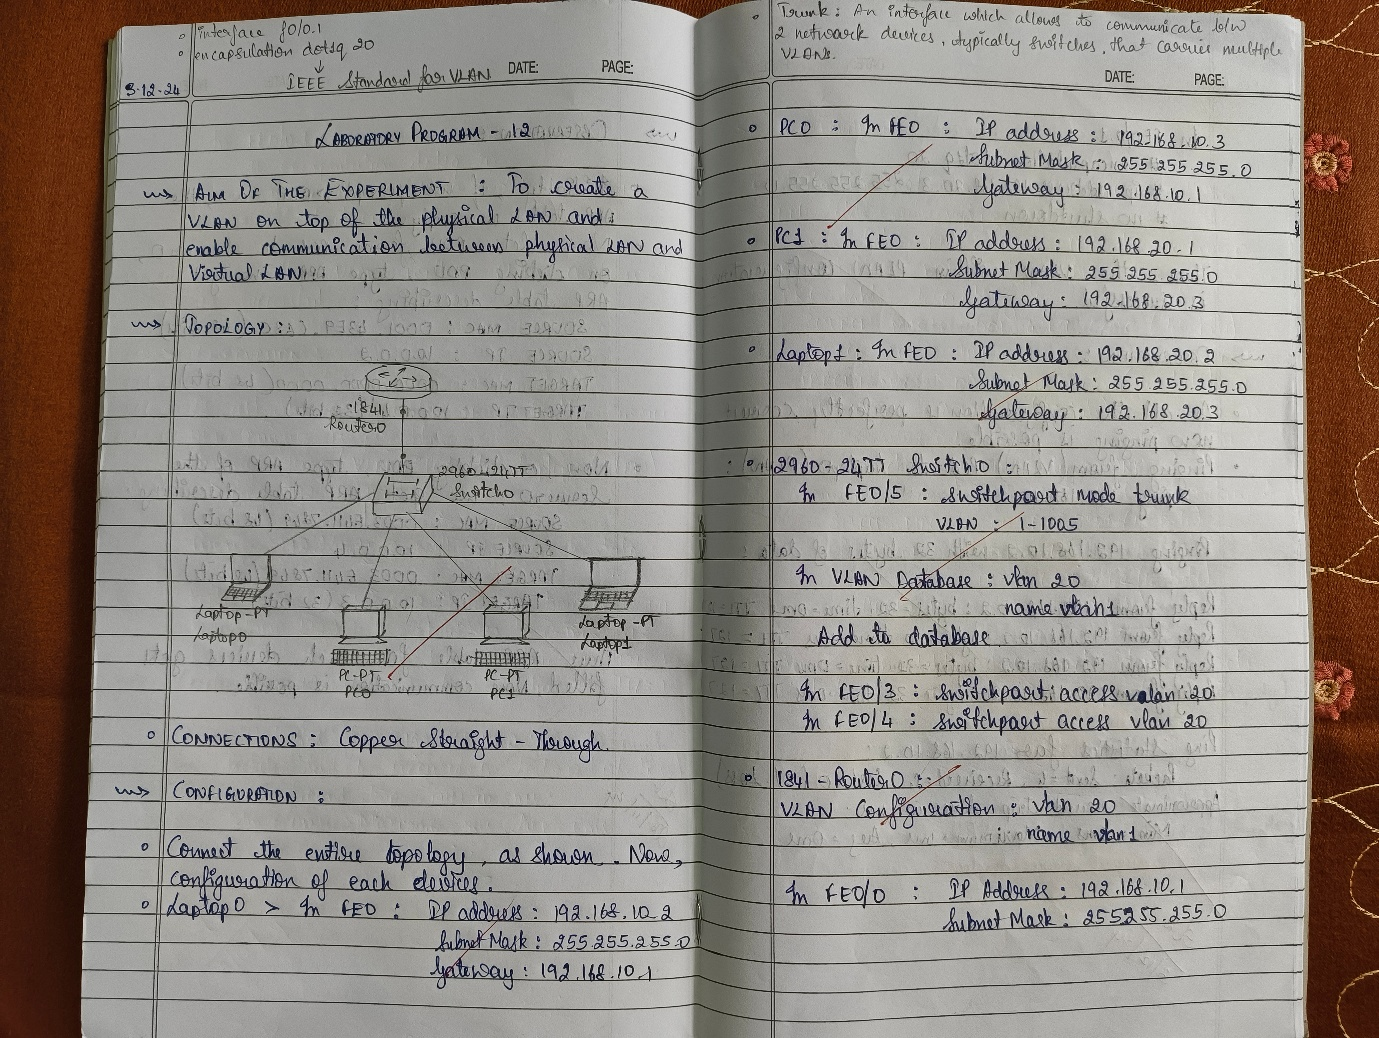 interface f0/0.1
encapsulation dot1q 20
↓
IEEE Standard for VLAN
DATE: PAGE:
3-12-24
LABORATORY PROGRAM - 12
AIM OF THE EXPERIMENT : To create a
VLAN on top of the physical LAN and
enable communication between physical LAN and
Virtual LAN
TOPOLOGY :
1841
Router0
2960-24TT
Switch0
Laptop-PT
Laptop0
PC-PT
PC0
PC-PT
PC1
Laptop-PT
Laptop1
CONNECTIONS : Copper Straight - Through.
CONFIGURATION :
Connect the entire topology, as shown. Now,
configuration of each devices.
Laptop0 > In FE0 : IP address : 192.168.10.2
Subnet Mask : 255.255.255.0
Gateway : 192.168.10.1
Trunk : An interface which allows to communicate b/w
2 network devices, typically switches, that carries multiple
VLANs.
DATE: PAGE:
PC0 : In FE0 : IP address : 192.168.10.3
Subnet Mask : 255.255.255.0
Gateway : 192.168.10.1
PC1 : In FE0 : IP address : 192.168.20.1
Subnet Mask : 255.255.255.0
Gateway : 192.168.20.3
Laptop1 : In FE0 : IP address : 192.168.20.2
Subnet Mask : 255.255.255.0
Gateway : 192.168.20.3
2960-24TT Switch0 :
In FE0/5 : switchport mode trunk
VLAN : 1-1005
In VLAN Database : vlan 20
name
Add to database
In FE0/3 : switchport access 20
In FE0/4 : switchport access vlan 20
1841 - Router0 :
VLAN Configuration : vlan 20
name vlan1
In FE0/0 : IP Address : 192.168.10.1
Subnet Mask : 255.255.255.0